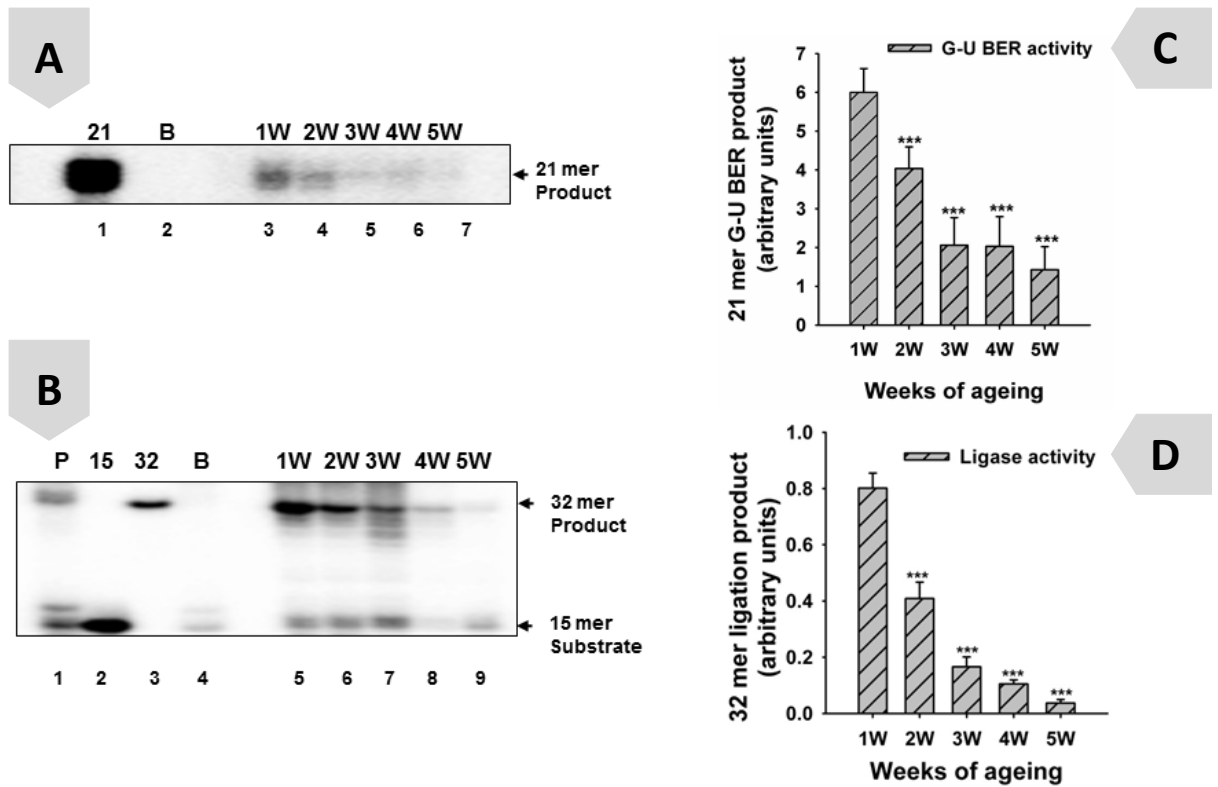 A
21 B 1W 2W 3W 4W 5W
21 mer
Product
1 2 3 4 5 6 7
B
P 15 32 B 1W 2W 3W 4W 5W
32 mer
Product
15 mer
Substrate
1 2 3 4 5 6 7 8 9
C
G-U BER activity
21 mer G-U BER product
(arbitrary units)
7
6
5
4
3
2
1
0
***
***
***
***
1W 2W 3W 4W 5W
Weeks of ageing
D
Ligase activity
32 mer ligation product
(arbitrary units)
1.0
0.8
0.6
0.4
0.2
0.0
***
***
***
***
1W 2W 3W 4W 5W
Weeks of ageing